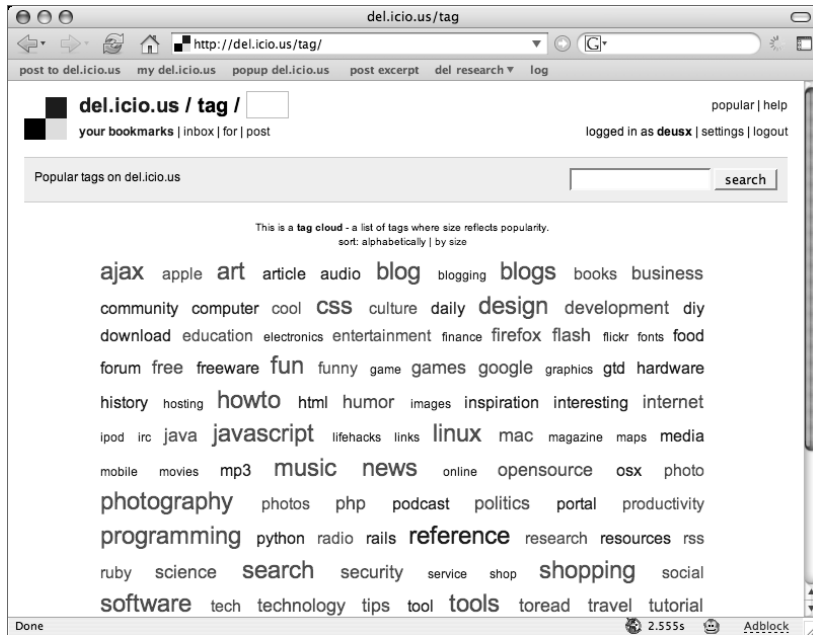 del.icio.us/tag
http://del.icio.us/tag/
G
post to del.icio.us my del.icio.us popup del.icio.us post excerpt del research log
del.icio.us / tag /
popular | help
your bookmarks | inbox | for | post
logged in as deusx | settings | logout
Popular tags on del.icio.us
search
This is a tag cloud - a list of tags where size reflects popularity.
sort: alphabetically | by size
ajax apple art article audio blog blogging blogs books business
community computer cool css culture daily design development diy
download education electronics entertainment finance firefox flash flickr fonts food
forum free freeware fun funny game games google graphics gtd hardware
history hosting howto html humor images inspiration interesting internet
ipod irc java javascript lifehacks links linux mac magazine maps media
mobile movies mp3 music news online opensource osx photo
photography photos php podcast politics portal productivity
programming python radio rails reference research resources rss
ruby science search security service shop shopping social
software tech technology tips tool tools toread travel tutorial
Done
2.555s
Adblock